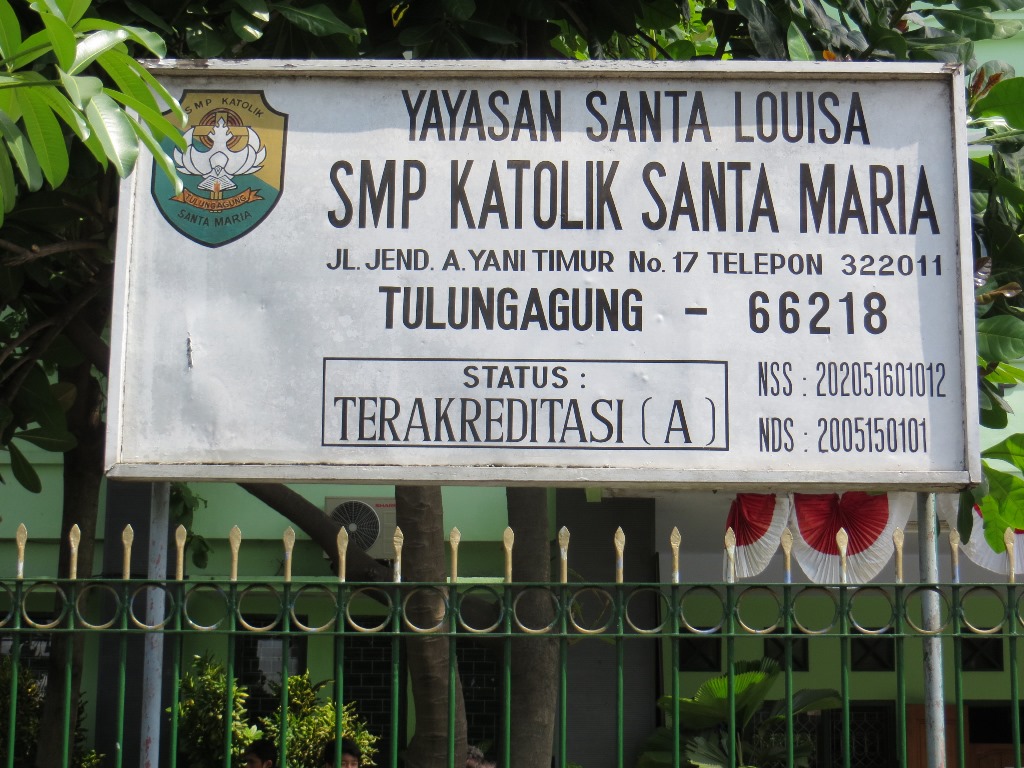 SMP KATOLIK
TULUNGAGUNG
SANTA MARIA
YAYASAN SANTA LOUISA
SMP KATOLIK SANTA MARIA
JL. JEND. A. YANI TIMUR No. 17 TELEPON 322011
TULUNGAGUNG - 66218
STATUS :
TERAKREDITASI ( A )
NSS : 202051601012
NDS : 2005150101
SHARP